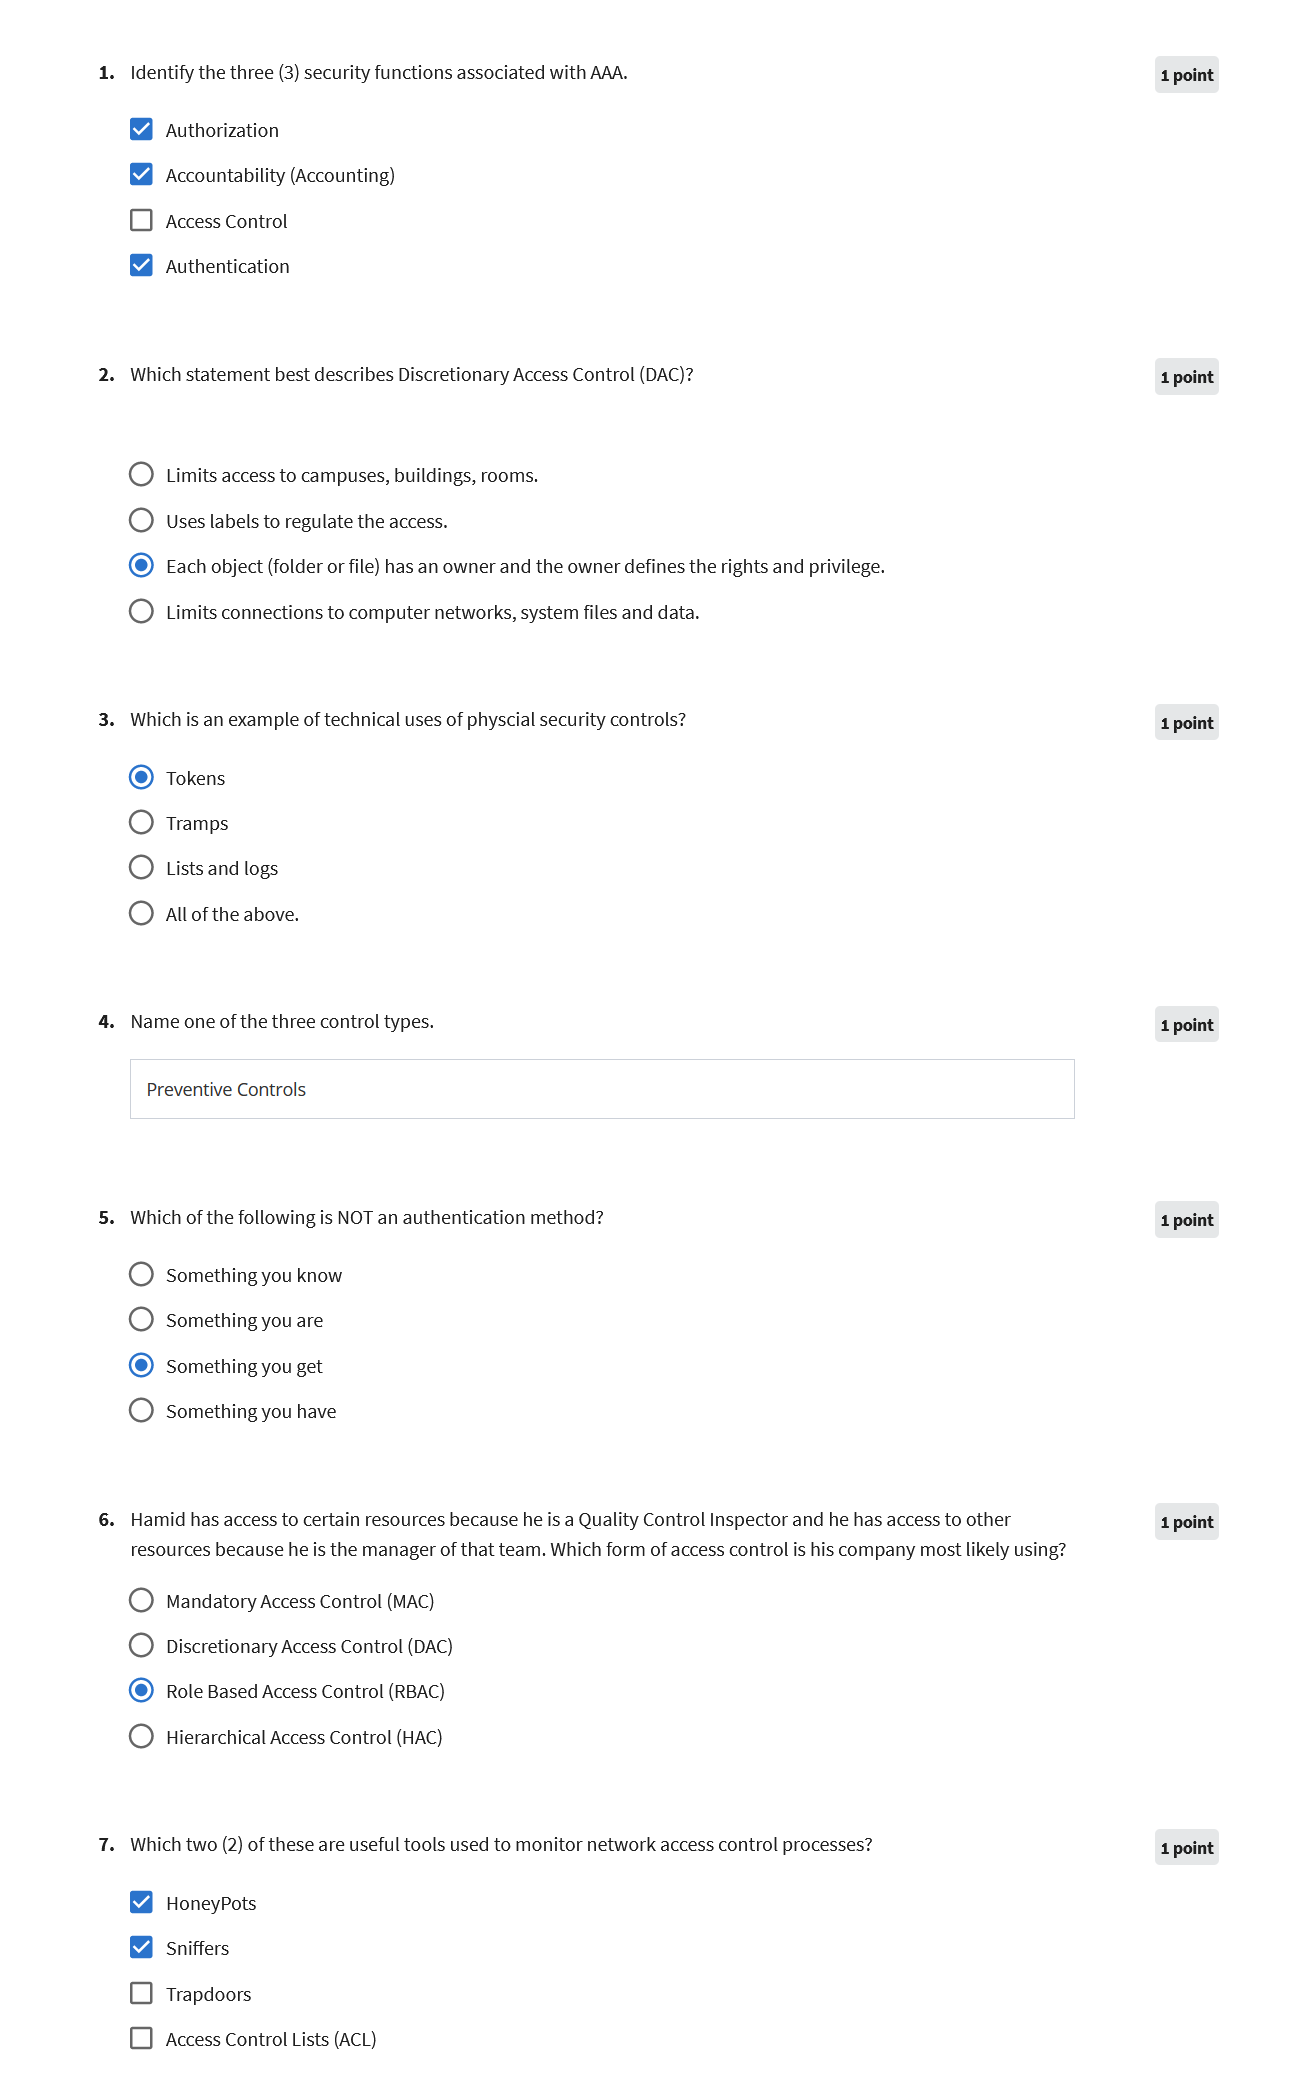 1. Identify the three (3) security functions associated with AAA.
1 point
Authorization
Accountability (Accounting)
Access Control
Authentication
2. Which statement best describes Discretionary Access Control (DAC)?
1 point
Limits access to campuses, buildings, rooms.
Uses labels to regulate the access.
Each object (folder or file) has an owner and the owner defines the rights and privilege.
Limits connections to computer networks, system files and data.
3. Which is an example of technical uses of physcial security controls?
1 point
Tokens
Tramps
Lists and logs
All of the above.
4. Name one of the three control types.
1 point
Preventive Controls
5. Which of the following is NOT an authentication method?
1 point
Something you know
Something you are
Something you get
Something you have
6. Hamid has access to certain resources because he is a Quality Control Inspector and he has access to other
1 point
resources because he is the manager of that team. Which form of access control is his company most likely using?
Mandatory Access Control (MAC)
Discretionary Access Control (DAC)
Role Based Access Control (RBAC)
Hierarchical Access Control (HAC)
7. Which two (2) of these are useful tools used to monitor network access control processes?
1 point
HoneyPots
Sniffers
Trapdoors
Access Control Lists (ACL)